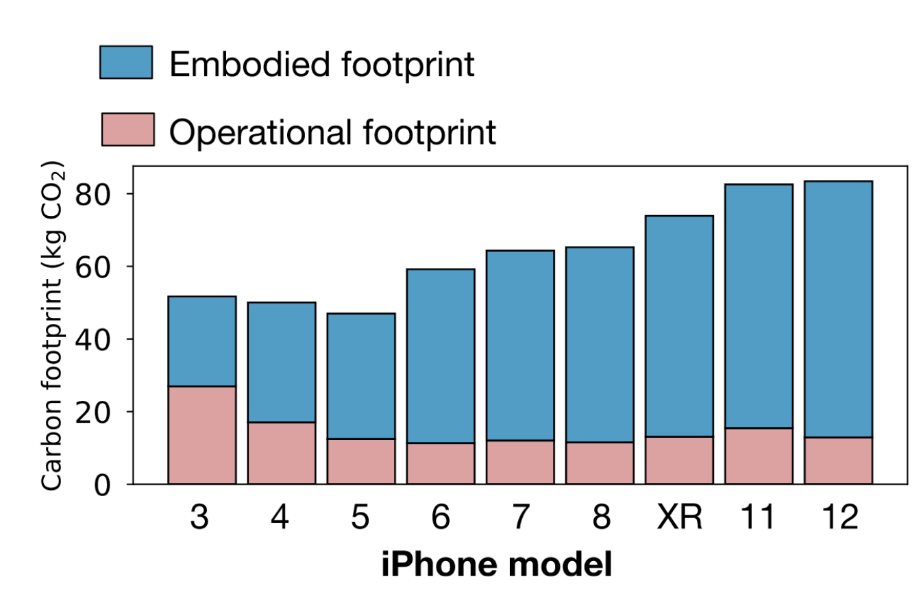 Embodied footprint
Operational footprint
Carbon footprint (kg CO₂)
80
60
40
20
0
3 4 5 6 7 8 XR 11 12
iPhone model